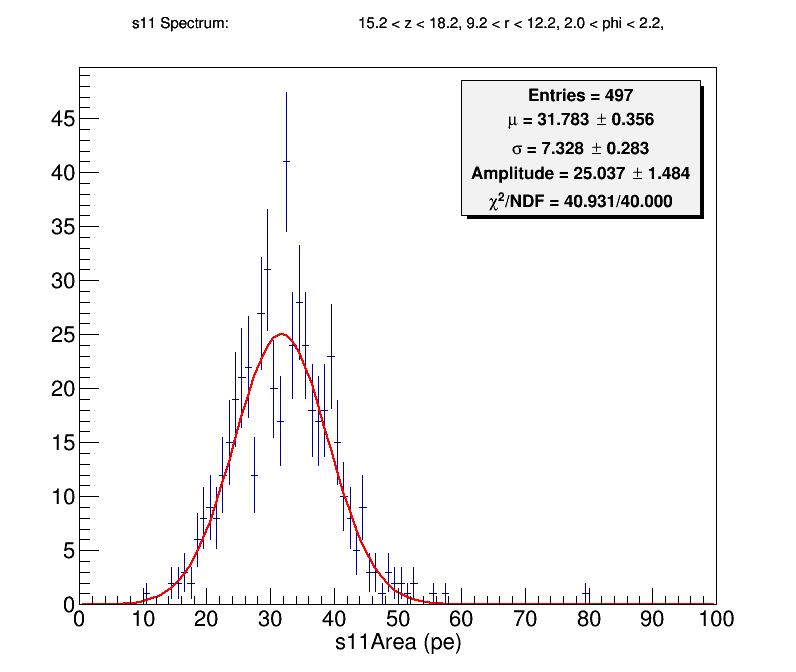 s11 Spectrum: 15.2 < z < 18.2, 9.2 < r < 12.2, 2.0 < phi < 2.2,
Entries = 497
μ = 31.783 ± 0.356
σ = 7.328 ± 0.283
Amplitude = 25.037 ± 1.484
χ²/NDF = 40.931/40.000
45
40
35
30
25
20
15
10
5
0
0 10 20 30 40 50 60 70 80 90 100
s11Area (pe)